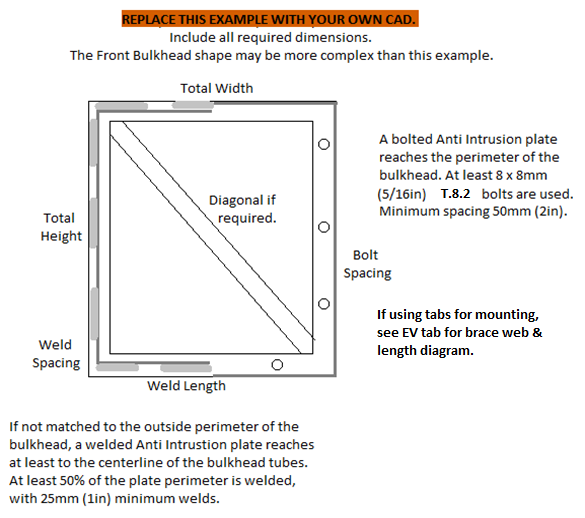 REPLACE THIS EXAMPLE WITH YOUR OWN CAD.
Include all required dimensions.
The Front Bulkhead shape may be more complex than this example.
Total Width
A bolted Anti Intrusion plate
reaches the perimeter of the
bulkhead. At least 8 x 8mm
(5/16in) T.8.2 bolts are used.
Minimum spacing 50mm (2in).
Diagonal if
required.
Total
Height
Bolt
Spacing
If using tabs for mounting,
see EV tab for brace web &
length diagram.
Weld
Spacing
Weld Length
If not matched to the outside perimeter of the
bulkhead, a welded Anti Intrustion plate reaches
at least to the centerline of the bulkhead tubes.
At least 50% of the plate perimeter is welded,
with 25mm (1in) minimum welds.